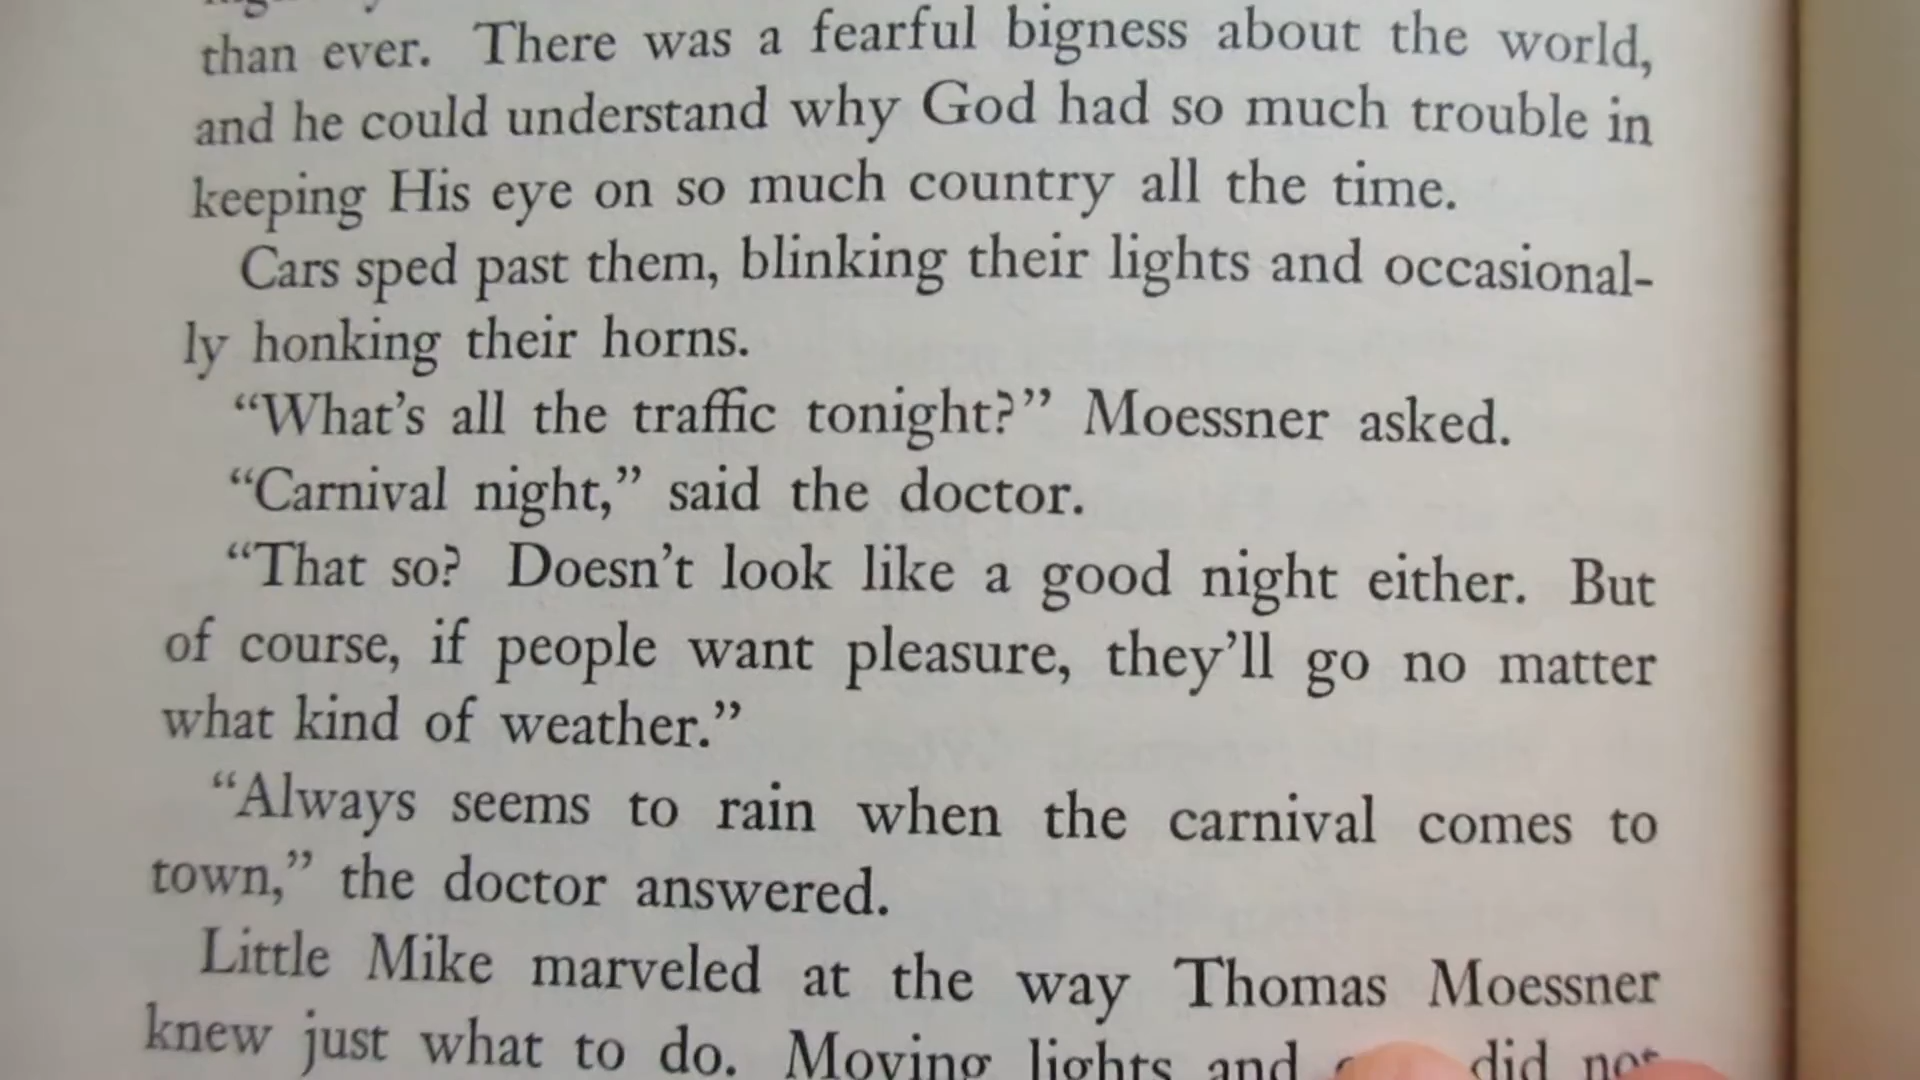 than ever. There was a fearful bigness about the world,
and he could understand why God had so much trouble in
keeping His eye on so much country all the time.
Cars sped past them, blinking their lights and occasional-
ly honking their horns.
“What’s all the traffic tonight?” Moessner asked.
“Carnival night,” said the doctor.
“That so? Doesn’t look like a good night either. But
of course, if people want pleasure, they’ll go no matter
what kind of weather.”
“Always seems to rain when the carnival comes to
town,” the doctor answered.
Little Mike marveled at the way Thomas Moessner
knew just what to do. Moving lights and did not